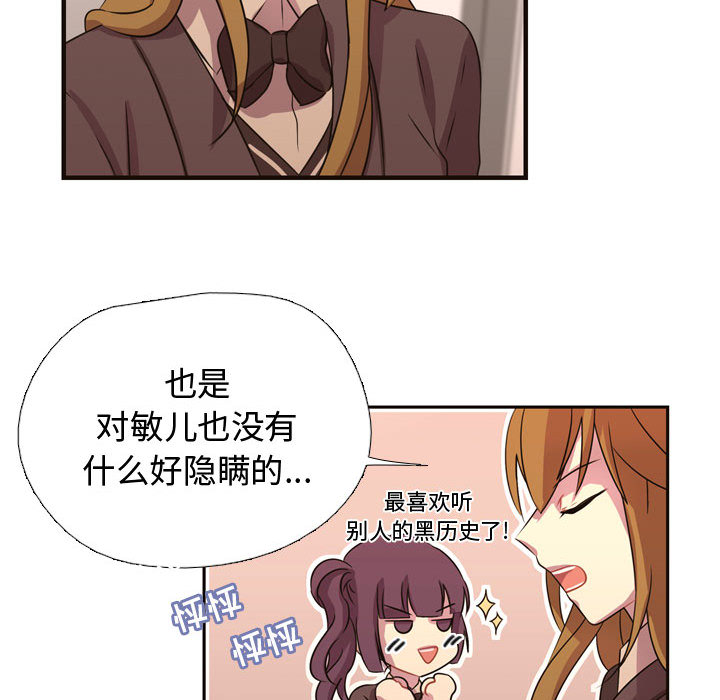 也是
对敏儿也没有
什么好隐瞒的...
最喜欢听
别人的黑历史了!
怦怦
怦怦